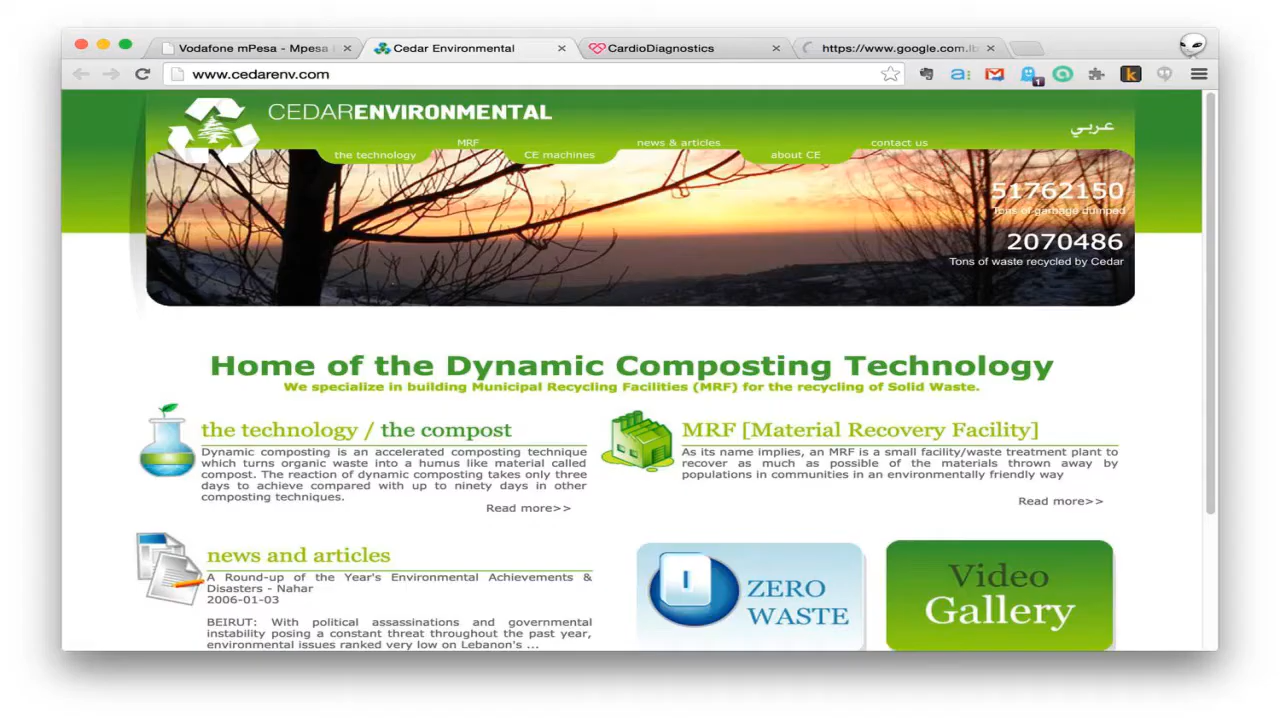 Vodafone mPesa - Mpesa
Cedar Environmental
CardioDiagnostics
https://www.google.com.lb
www.cedarenv.com
CEDARENVIRONMENTAL
عربي
the technology
MRF
CE machines
news & articles
about CE
contact us
51762150
Tons of garbage dumped
2070486
Tons of waste recycled by Cedar
Home of the Dynamic Composting Technology
We specialize in building Municipal Recycling Facilities (MRF) for the recycling of Solid Waste.
the technology / the compost
Dynamic composting is an accelerated composting technique
which turns organic waste into a humus like material called
compost. The reaction of dynamic composting takes only three
days to achieve compared with up to ninety days in other
composting techniques.
Read more>>
MRF [Material Recovery Facility]
As its name implies, an MRF is a small facility/waste treatment plant to
recover as much as possible of the materials thrown away by
populations in communities in an environmentally friendly way
Read more>>
news and articles
A Round-up of the Year's Environmental Achievements &
Disasters - Nahar
2006-01-03
BEIRUT: With political assassinations and governmental
instability posing a constant threat throughout the past year,
environmental issues ranked very low on Lebanon's ...
ZERO
WASTE
Video
Gallery